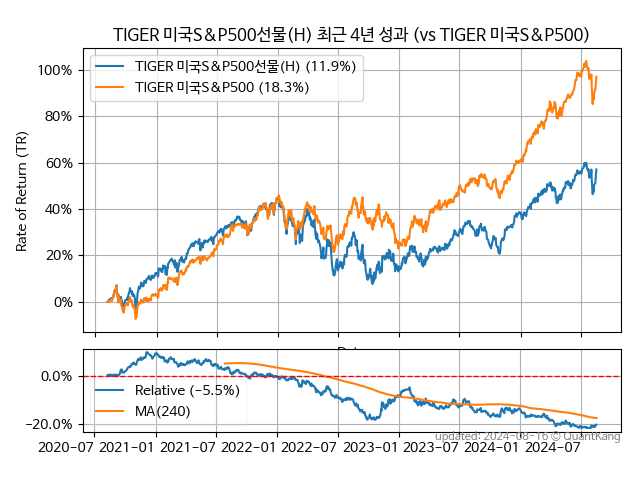 TIGER 미국S&P500선물(H) 최근 4년 성과 (vs TIGER 미국S&P500)
TIGER 미국S&P500선물(H) (11.9%)
TIGER 미국S&P500 (18.3%)
Rate of Return (TR)
100%
80%
60%
40%
20%
0%
0.0%
−20.0%
Relative (−5.5%)
MA(240)
updated: 2024-08-16 © QuantKang
2020−07 2021−01 2021−07 2022−01 2022−07 2023−01 2023−07 2024−01 2024−07